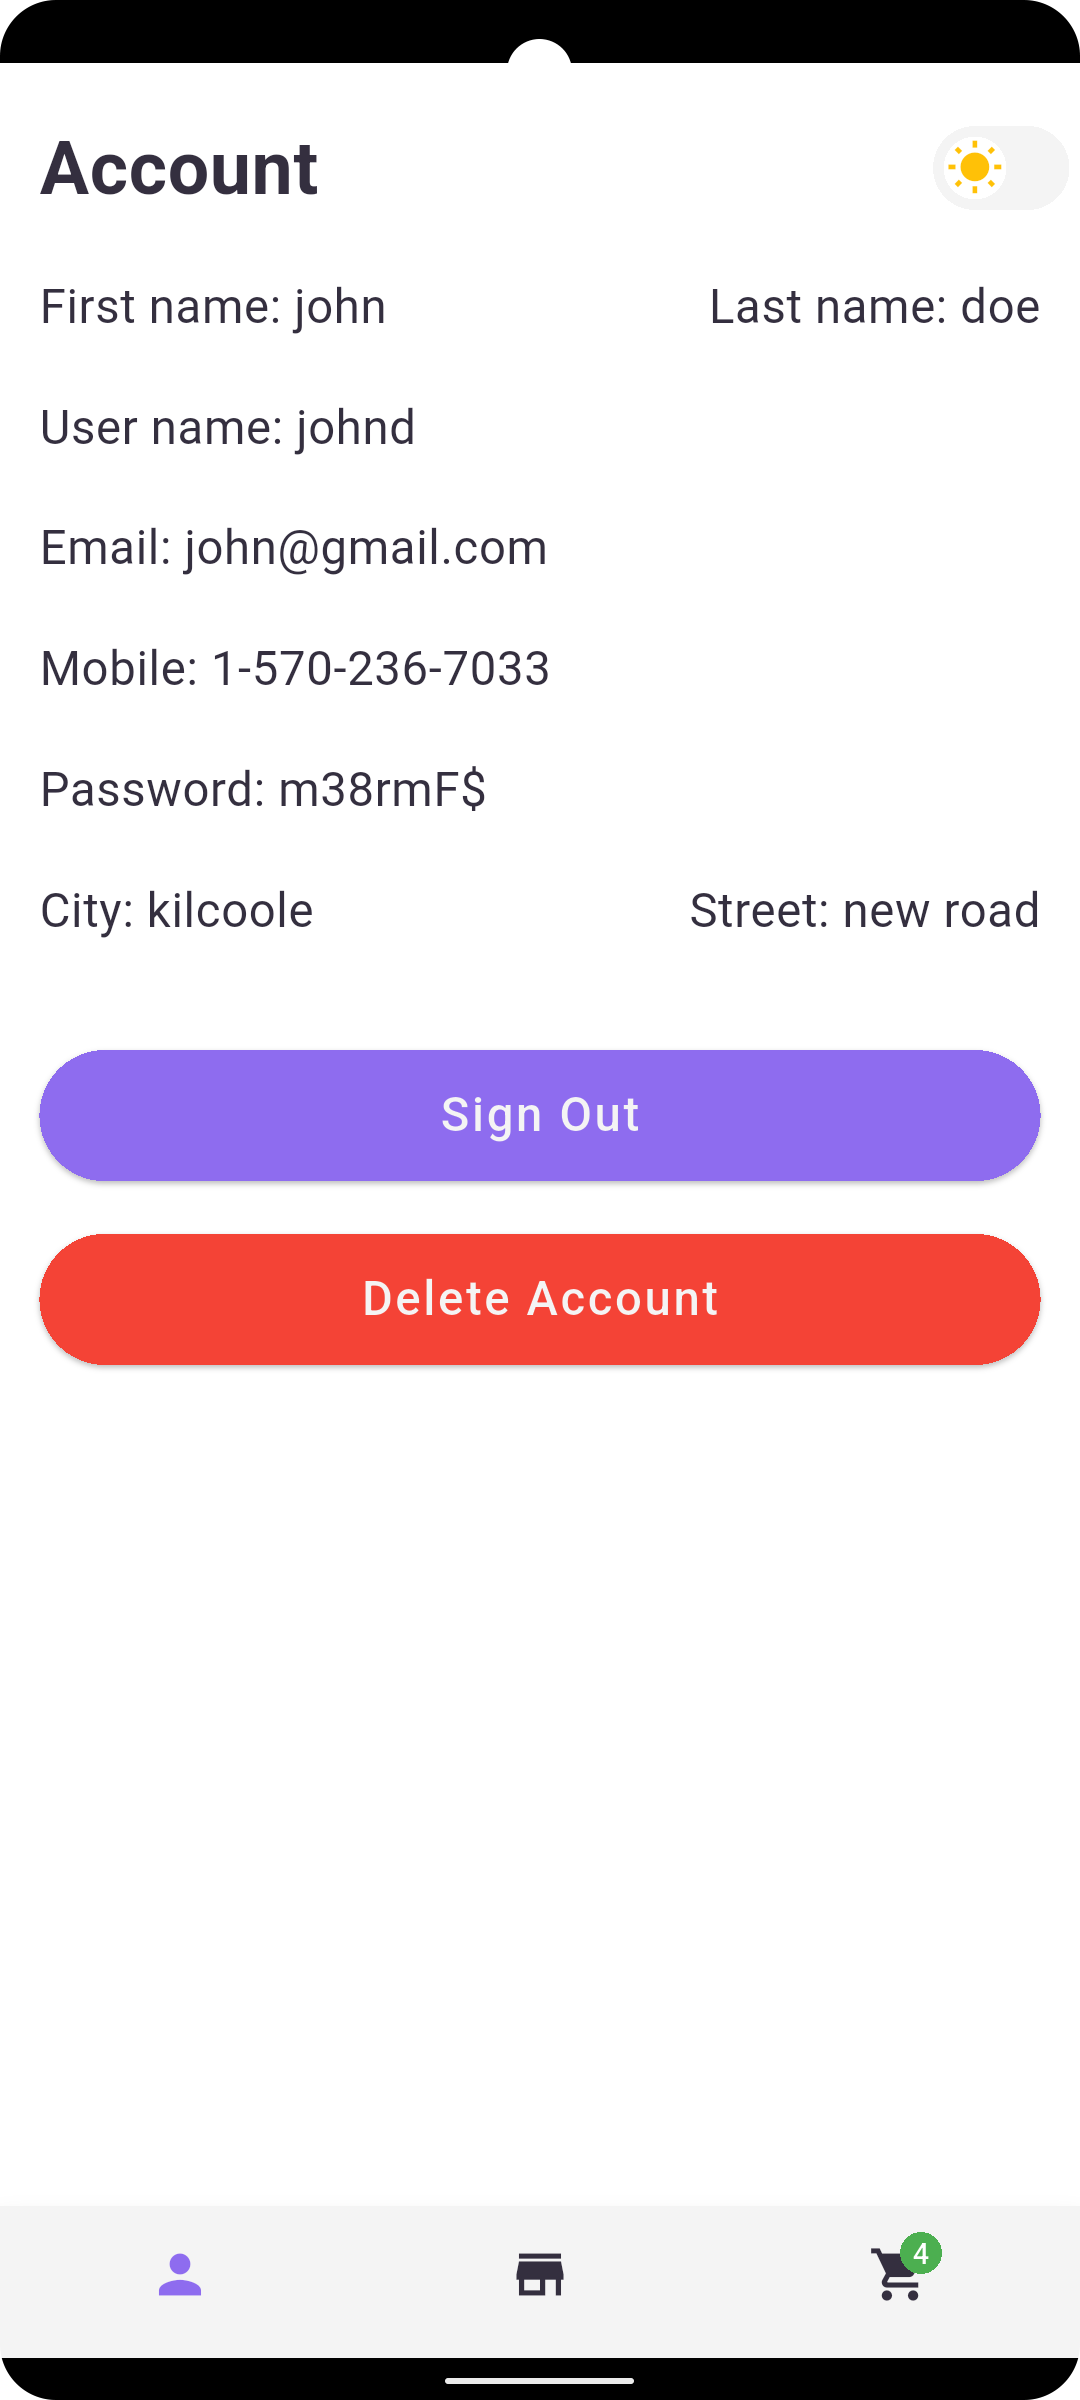 Account
First name: john Last name: doe
User name: johnd
Email: john@gmail.com
Mobile: 1-570-236-7033
Password: m38rmF$
City: kilcoole Street: new road
Sign Out
Delete Account
4